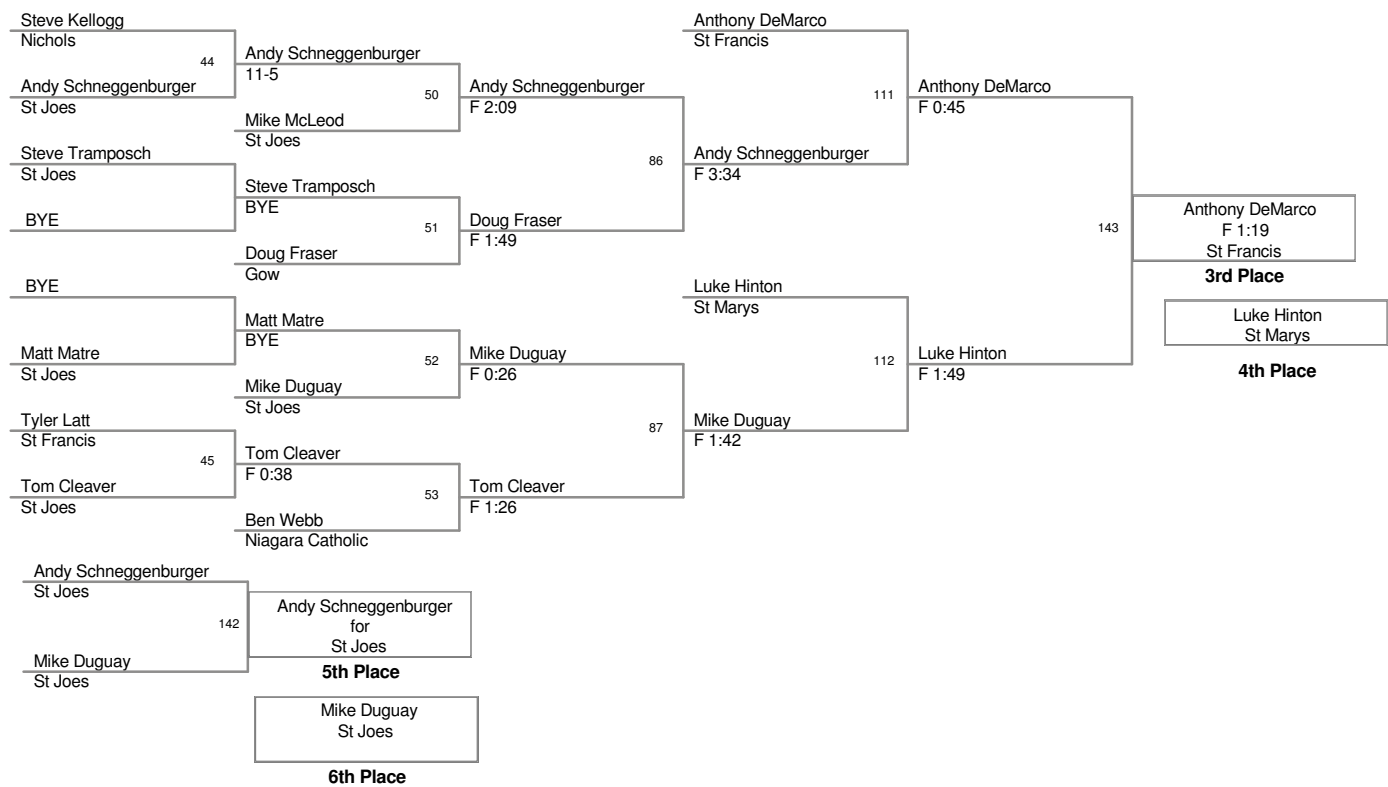 Steve Kellogg
Nichols
44
Andy Schneggenburger
St Joes
Steve Tramposch
St Joes
BYE
BYE
Matt Matre
St Joes
Tyler Latt
St Francis
45
Tom Cleaver
St Joes
Andy Schneggenburger
11-5
50
Mike McLeod
St Joes
Steve Tramposch
BYE
51
Doug Fraser
Gow
Matt Matre
BYE
52
Mike Duguay
St Joes
Tom Cleaver
F 0:38
53
Ben Webb
Niagara Catholic
Andy Schneggenburger
F 2:09
86
Doug Fraser
F 1:49
Mike Duguay
F 0:26
87
Tom Cleaver
F 1:26
Anthony DeMarco
St Francis
111
Andy Schneggenburger
F 3:34
Luke Hinton
St Marys
112
Mike Duguay
F 1:42
Anthony DeMarco
F 0:45
143
Luke Hinton
F 1:49
Anthony DeMarco
F 1:19
St Francis
3rd Place
Luke Hinton
St Marys
4th Place
Andy Schneggenburger
St Joes
142
Mike Duguay
St Joes
Andy Schneggenburger
for
St Joes
5th Place
Mike Duguay
St Joes
6th Place